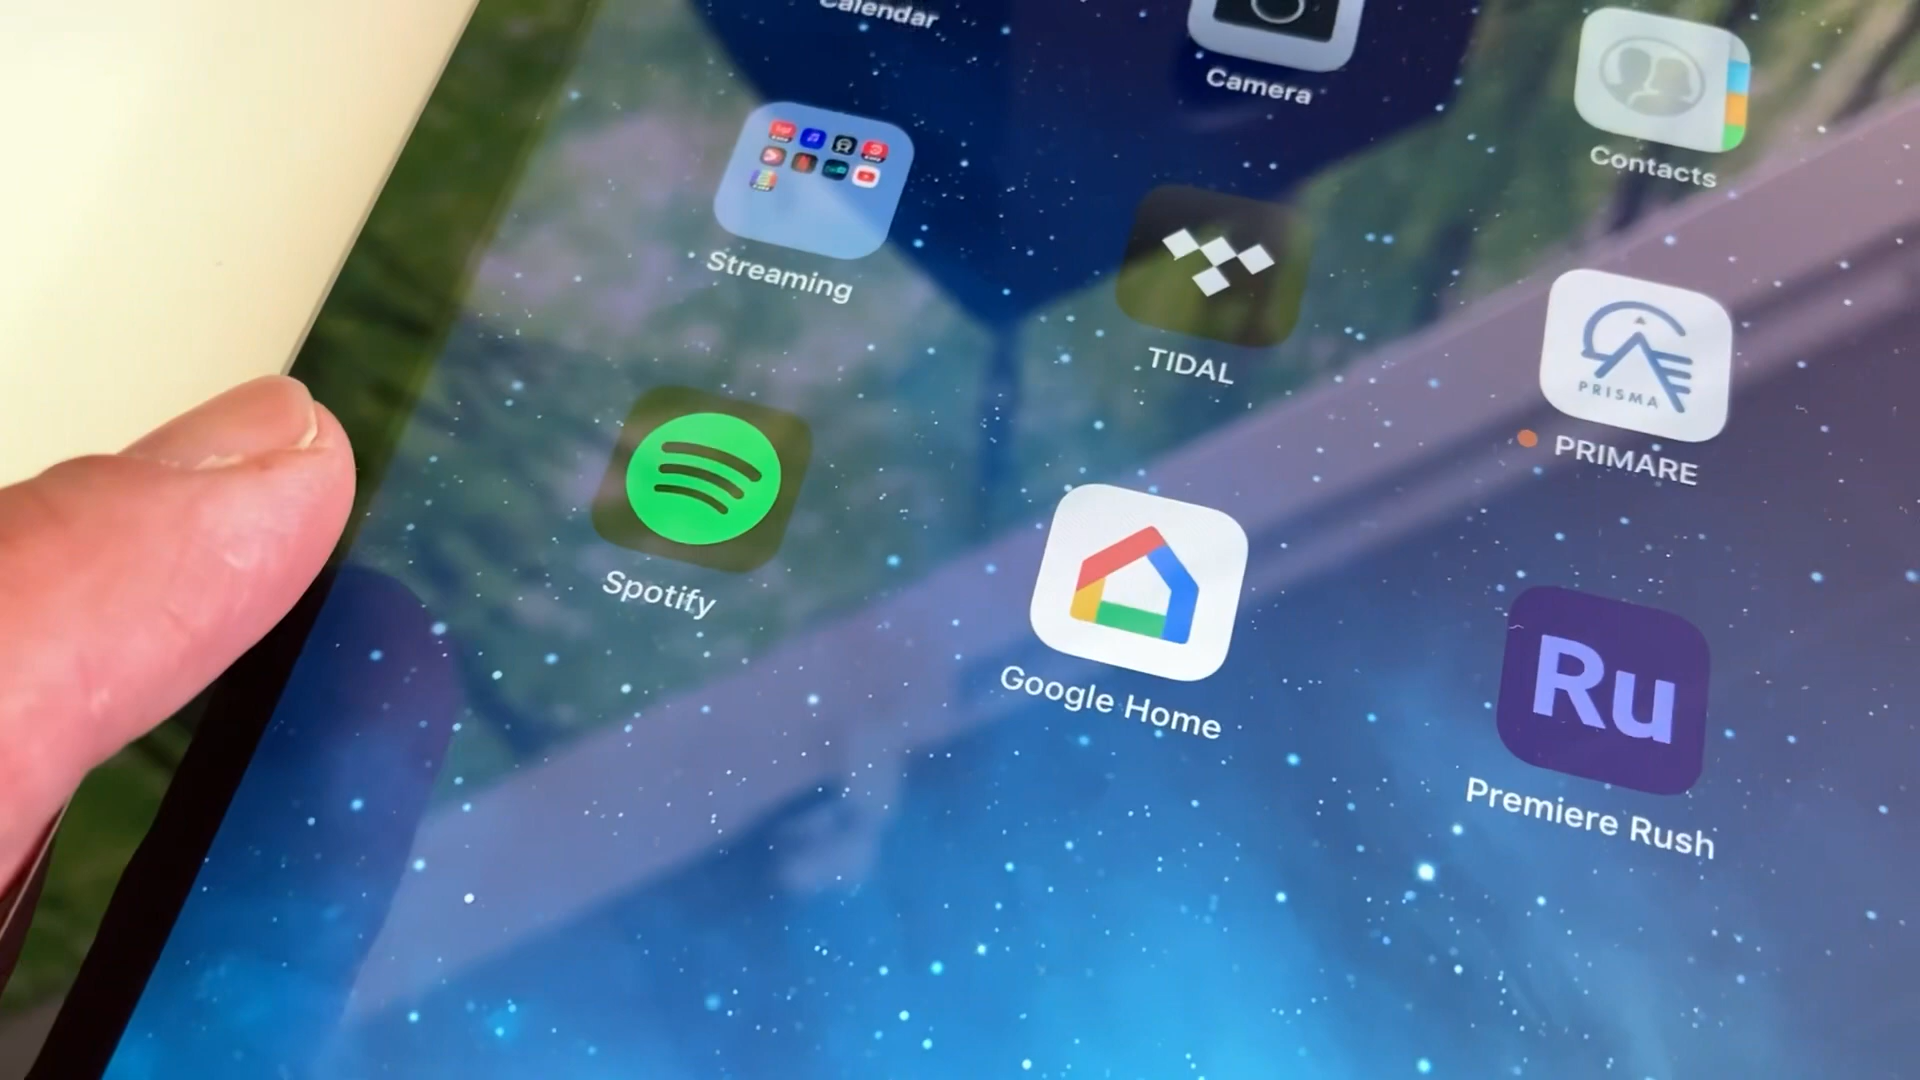 Calendar
Camera
Contacts
Streaming
TIDAL
PRISMA
PRIMARE
Spotify
Google Home
Ru
Premiere Rush